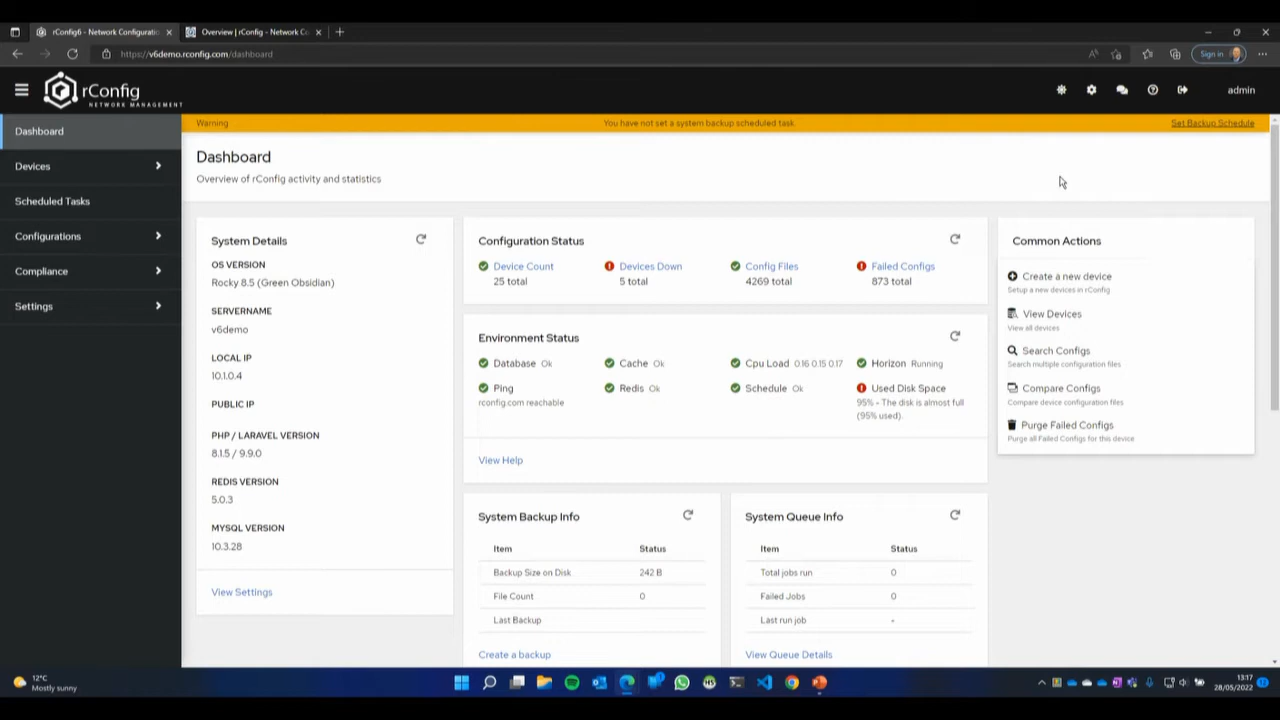 rConfig6 - Network Configuratio
Overview | rConfig - Network Co
https://v6demo.rconfig.com/dashboard
Sign in
rConfig
NETWORK MANAGEMENT
admin
Dashboard
Devices
Scheduled Tasks
Configurations
Compliance
Settings
Warning
You have not set a system backup scheduled task.
Set Backup Schedule
Dashboard
Overview of rConfig activity and statistics
System Details
OS VERSION
Rocky 8.5 (Green Obsidian)
SERVERNAME
v6demo
LOCAL IP
10.1.0.4
PUBLIC IP
PHP / LARAVEL VERSION
8.1.5 / 9.9.0
REDIS VERSION
5.0.3
MYSQL VERSION
10.3.28
View Settings
Configuration Status
Device Count
25 total
Devices Down
5 total
Config Files
4269 total
Failed Configs
873 total
Environment Status
Database Ok
Cache Ok
Cpu Load 0.16 0.15 0.17
Horizon Running
Ping
rconfig.com reachable
Redis Ok
Schedule Ok
Used Disk Space
95% - The disk is almost full
(95% used).
View Help
System Backup Info
Item Status
Backup Size on Disk 242 B
File Count 0
Last Backup
Create a backup
System Queue Info
Item Status
Total jobs run 0
Failed Jobs 0
Last run job -
View Queue Details
Common Actions
Create a new device
Setup a new devices in rConfig
View Devices
View all devices
Search Configs
Search multiple configuration files
Compare Configs
Compare device configuration files
Purge Failed Configs
Purge all Failed Configs for this device
12°C
Mostly sunny
13:17
28/05/2022